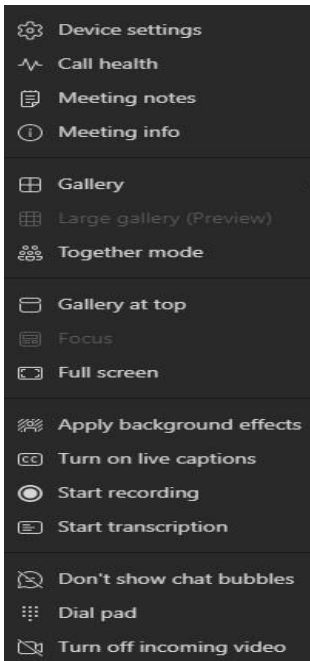 Device settings
Call health
Meeting notes
Meeting info
Gallery
Large gallery (Preview)
Together mode
Gallery at top
Focus
Full screen
Apply background effects
CC Turn on live captions
Start recording
Start transcription
Don't show chat bubbles
Dial pad
Turn off incoming video